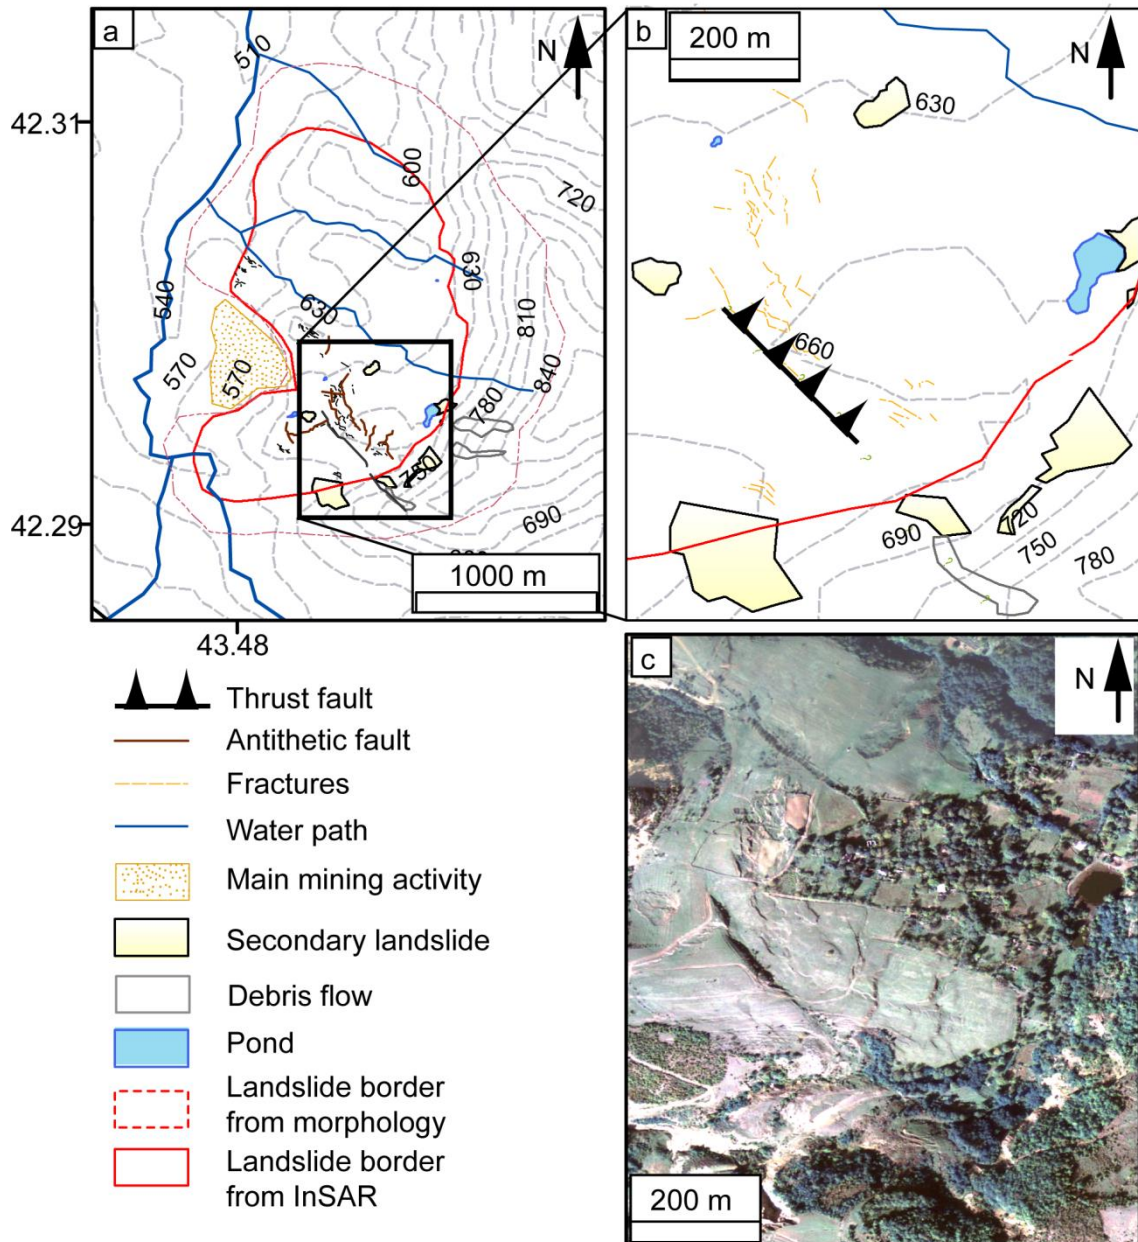 a
N
510
42.31
600
720
630
540
630
810
570
570
840
780
750
42.29
690
1000 m
43.48
b
200 m
N
630
660
690
720
750
780
Thrust fault
Antithetic fault
Fractures
Water path
Main mining activity
Secondary landslide
Debris flow
Pond
Landslide border
from morphology
Landslide border
from InSAR
c
N
200 m